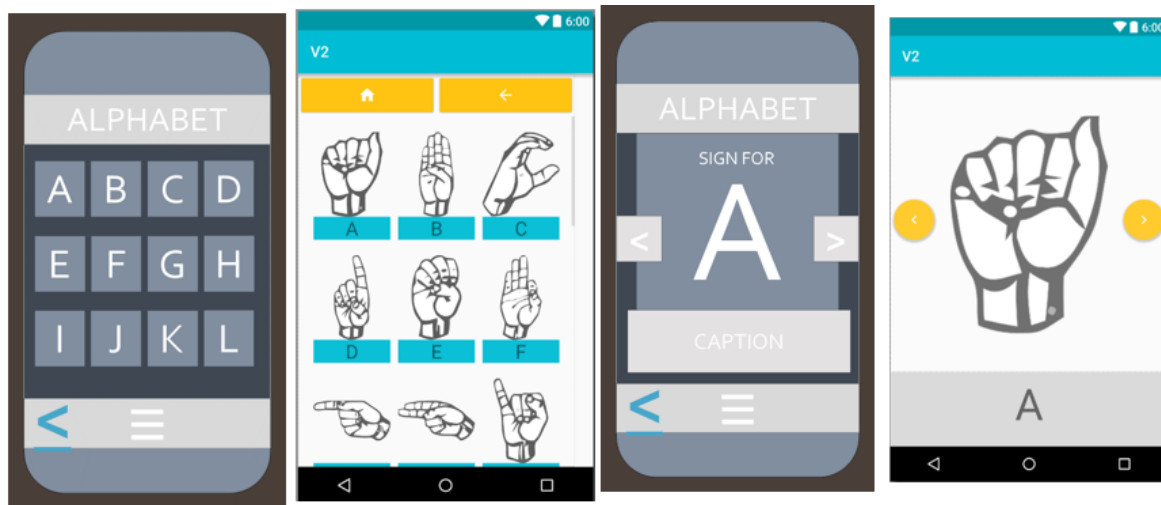 ALPHABET
A B C D
E F G H
I J K L
<
6:00
V2
A B C
D E F
ALPHABET
SIGN FOR
A
< >
CAPTION
<
6:00
V2
A